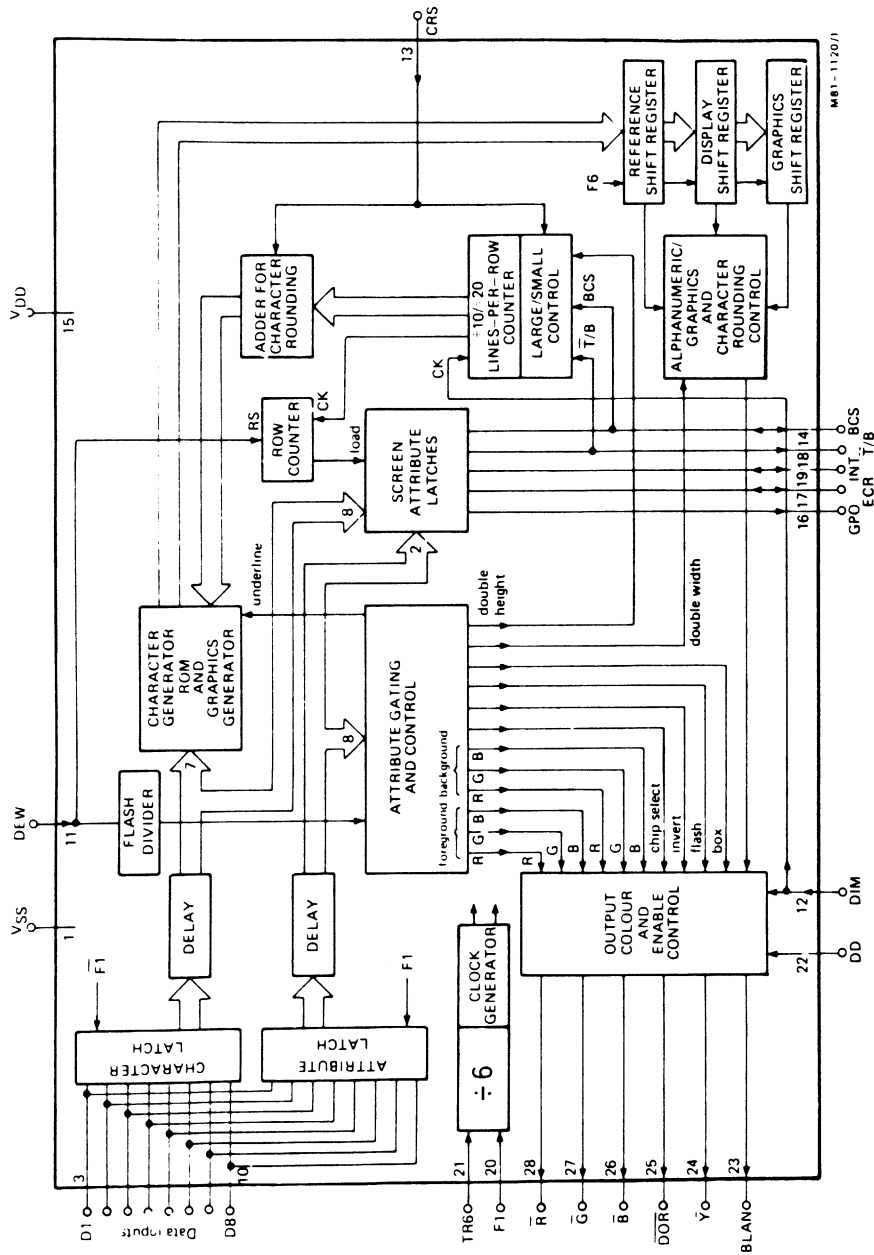 VSS
VDD
DEW
CRS
1
15
11
13
D1
Data inputs
D8
3
10
CHARACTER
LATCH
F1
ATTRIBUTE
LATCH
F1
DELAY
DELAY
FLASH
DIVIDER
7
CHARACTER
GENERATOR
ROM
AND
GRAPHICS
GENERATOR
underline
RS
ROW
COUNTER
CK
load
ADDER FOR
CHARACTER
ROUNDING
8
2
SCREEN
ATTRIBUTE
LATCHES
8
ATTRIBUTE GATING
AND CONTROL
÷10/÷20
LINES-PER-ROW
COUNTER
LARGE/SMALL
CONTROL
CK
T/B
BCS
F6
REFERENCE
SHIFT REGISTER
DISPLAY
SHIFT REGISTER
GRAPHICS
SHIFT REGISTER
ALPHANUMERIC/
GRAPHICS
AND
CHARACTER
ROUNDING
CONTROL
double
height
double width
foreground
background
R
G
B
R
G
B
R
G
B
R
G
B
chip select
invert
flash
box
÷6
CLOCK
GENERATOR
OUTPUT
COLOUR
AND
ENABLE
CONTROL
TR6
21
F1
20
R
28
G
27
B
26
DOR
25
Y
24
BLAN
23
22
DD
12
DIM
16
GPO
17
ECR
19
INT
18
T/B
14
BCS
M81-1120/1